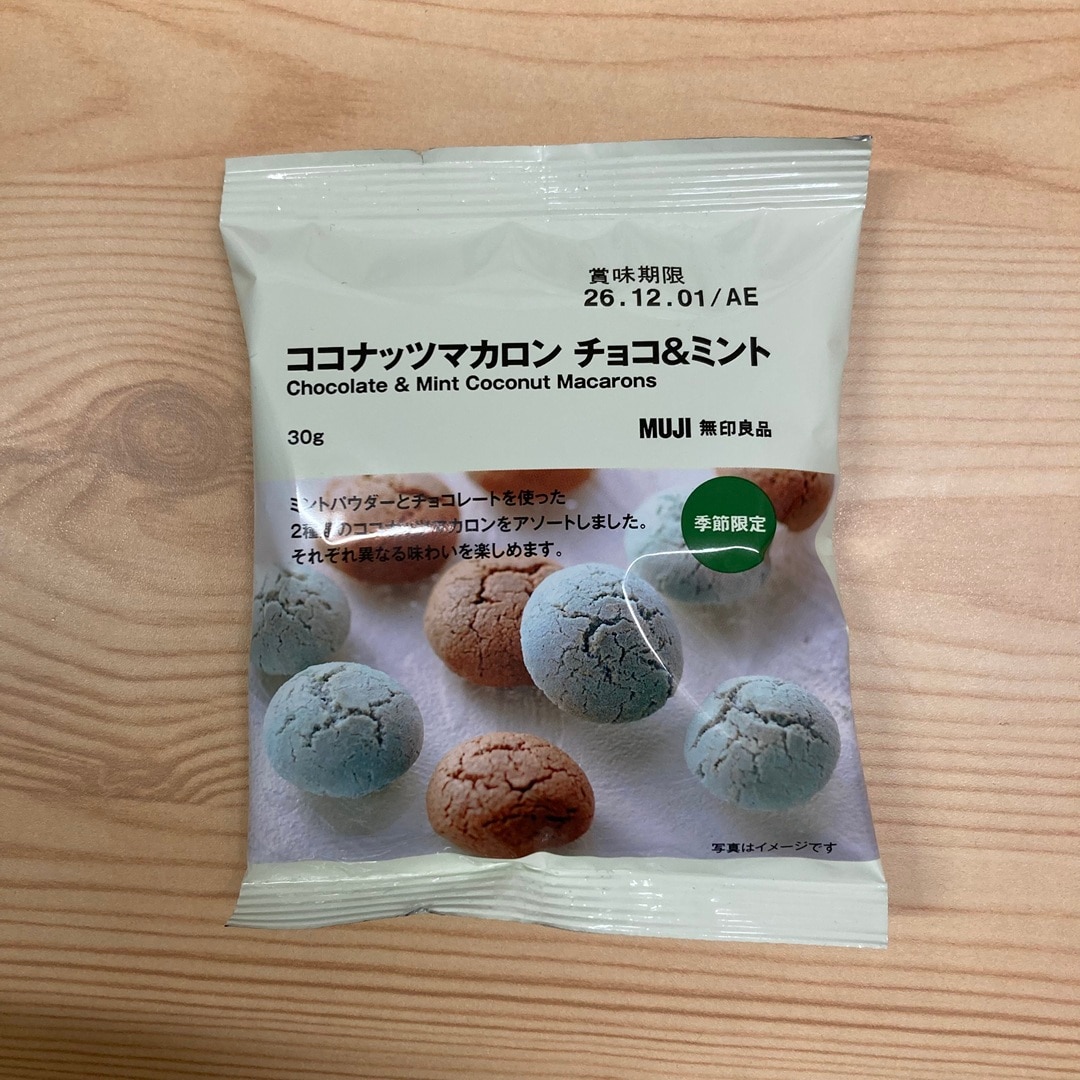 賞味期限
26.12.01/AE
ココナッツマカロン チョコ&ミント
Chocolate & Mint Coconut Macarons
30g
MUJI 無印良品
ミントパウダーとチョコレートを使った
2種類のココナッツマカロンをアソートしました。
それぞれ異なる味わいを楽しめます。
季節限定
写真はイメージです